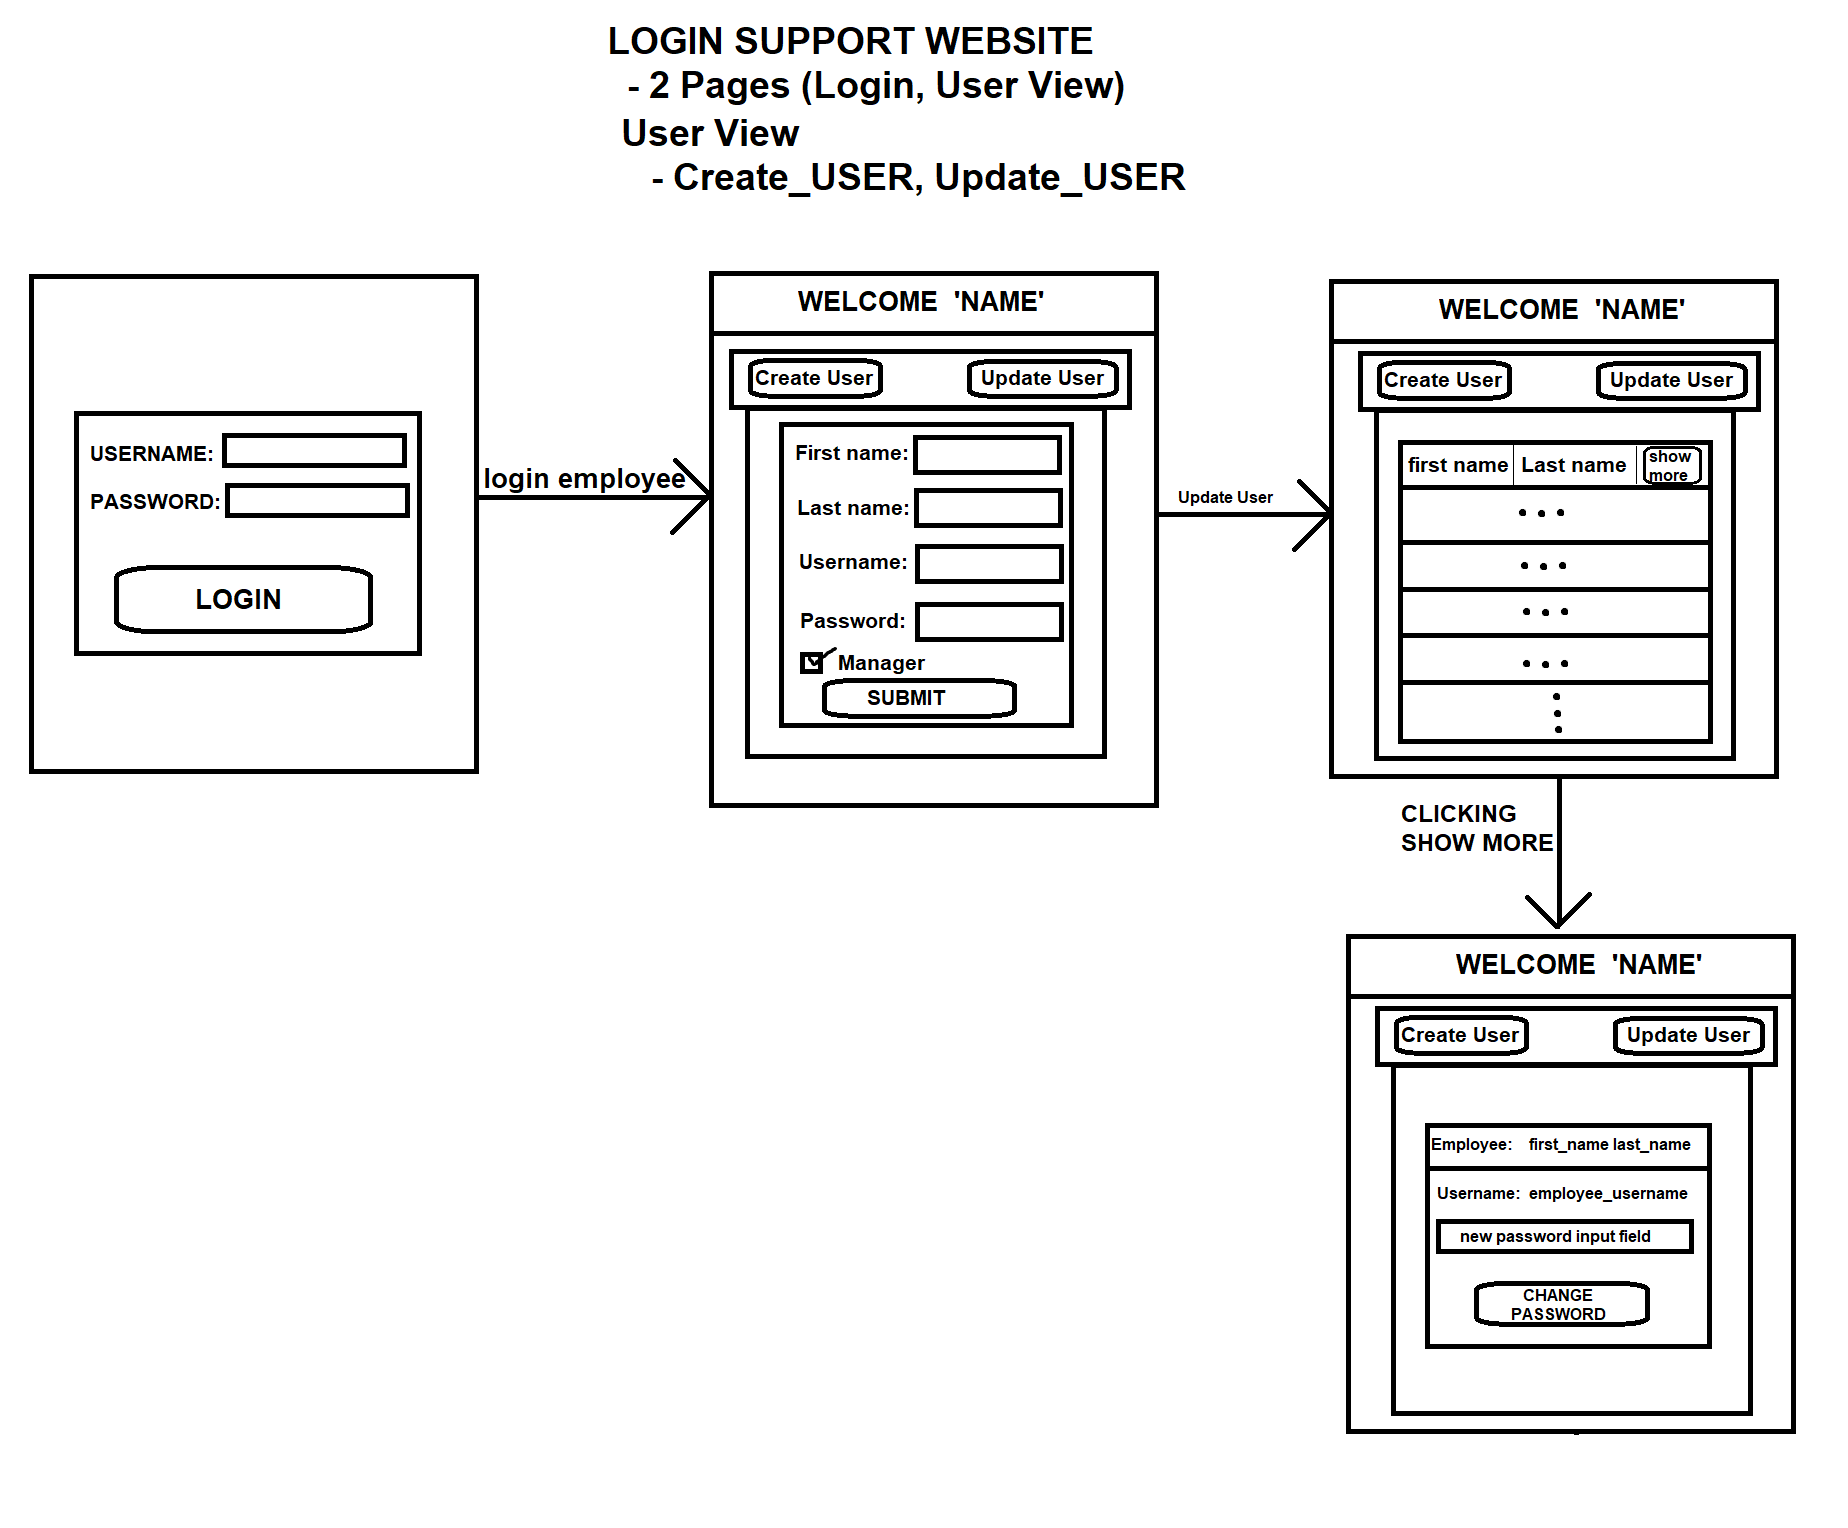 LOGIN SUPPORT WEBSITE
- 2 Pages (Login, User View)
User View
- Create_USER, Update_USER
USERNAME:
PASSWORD:
LOGIN
login employee
WELCOME 'NAME'
Create User
Update User
First name:
Last name:
Username:
Password:
Manager
SUBMIT
Update User
WELCOME 'NAME'
Create User
Update User
first name
Last name
show
more
CLICKING
SHOW MORE
WELCOME 'NAME'
Create User
Update User
Employee: first_name last_name
Username: employee_username
new password input field
CHANGE
PASSWORD